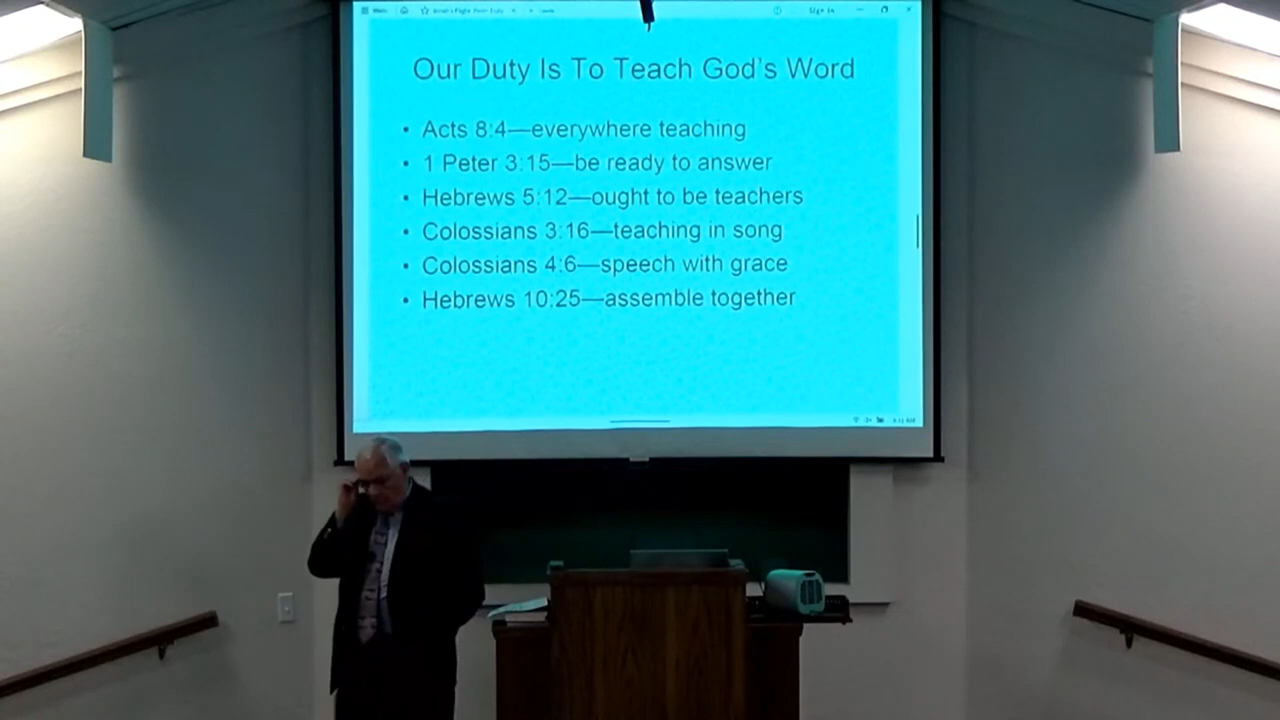 Sign in
Our Duty Is To Teach God's Word
• Acts 8:4—everywhere teaching
• 1 Peter 3:15—be ready to answer
• Hebrews 5:12—ought to be teachers
• Colossians 3:16—teaching in song
• Colossians 4:6—speech with grace
• Hebrews 10:25—assemble together